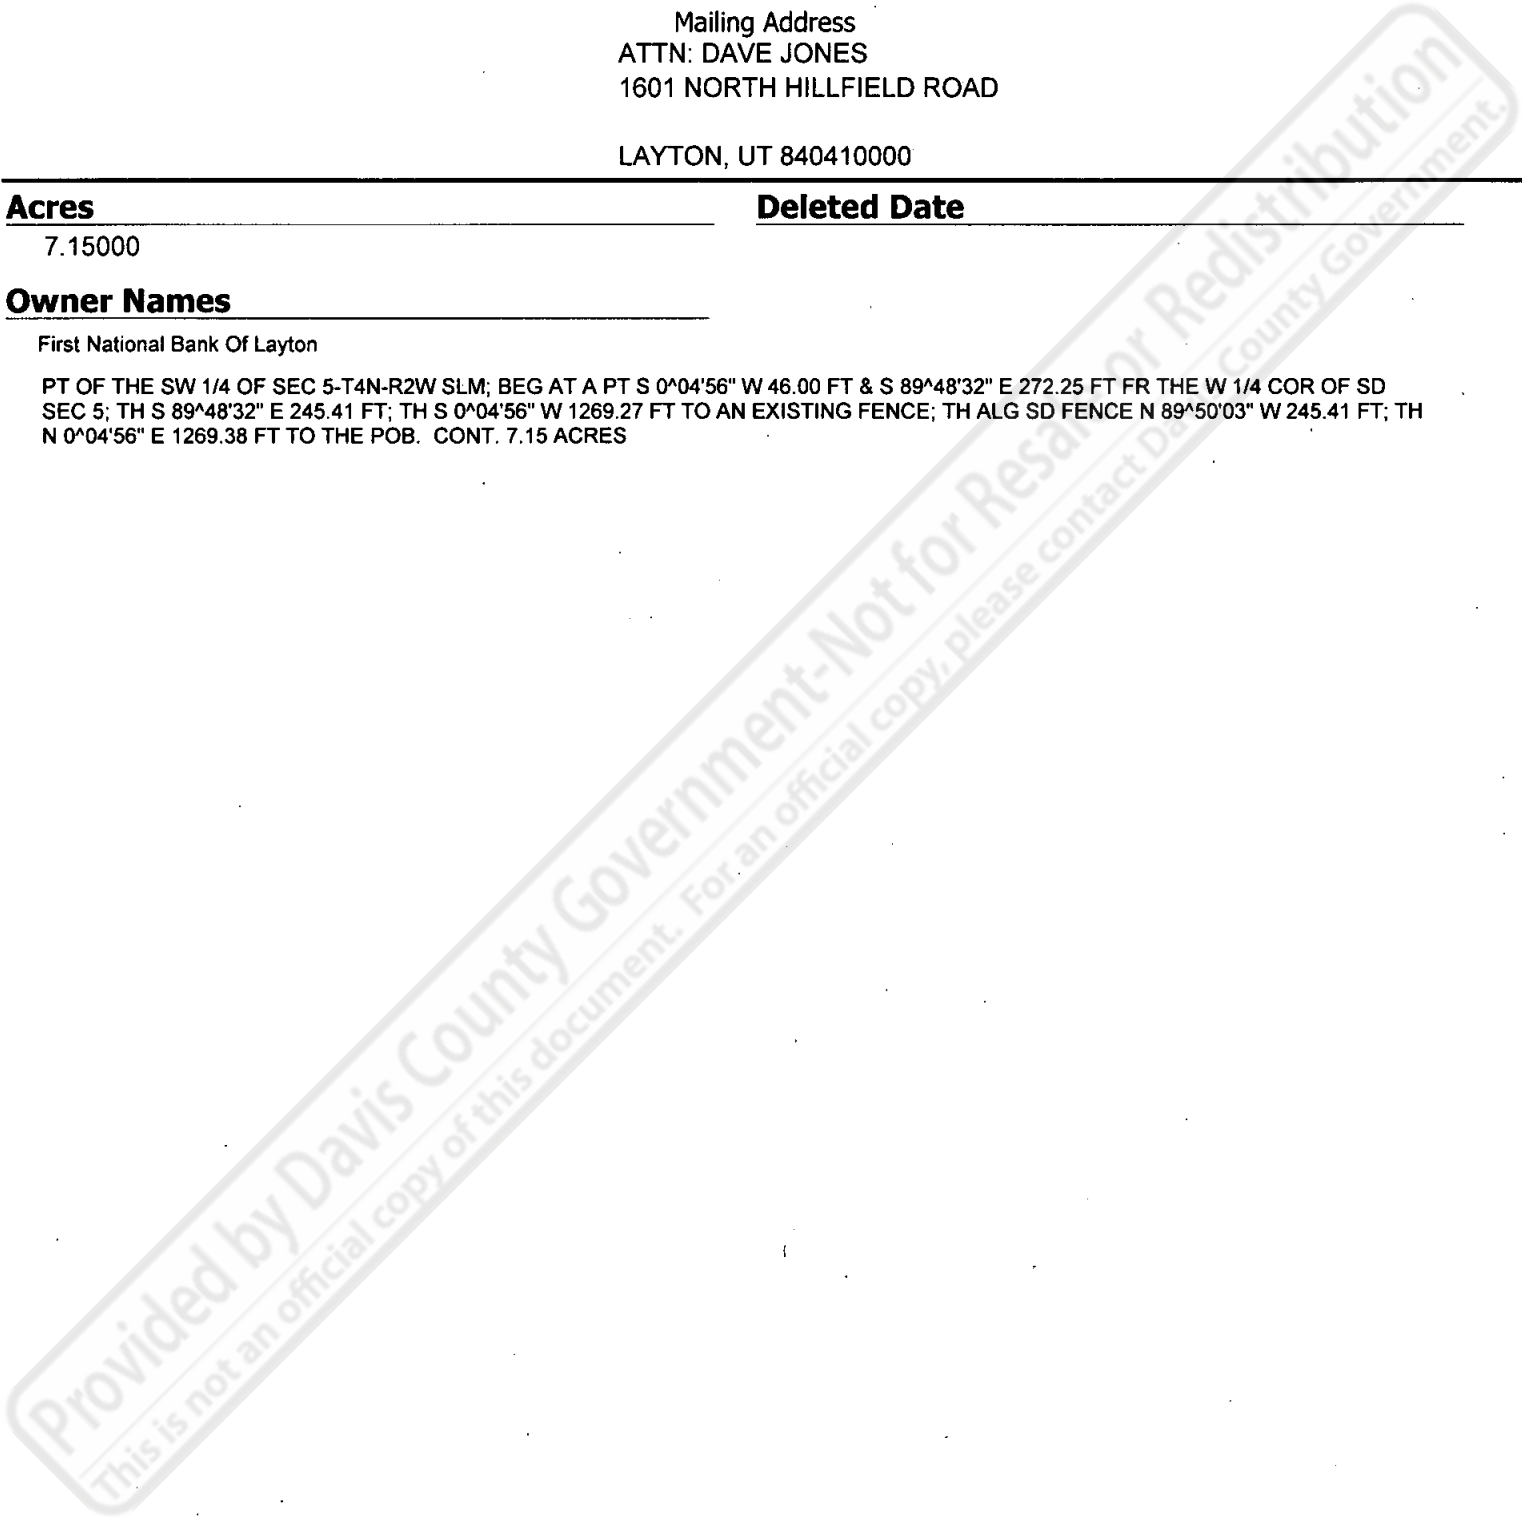 Mailing Address
ATTN: DAVE JONES
1601 NORTH HILLFIELD ROAD
LAYTON, UT 840410000
Acres
Deleted Date
7.15000
Owner Names
First National Bank Of Layton
PT OF THE SW 1/4 OF SEC 5-T4N-R2W SLM; BEG AT A PT S 0^04'56" W 46.00 FT & S 89^48'32" E 272.25 FT FR THE W 1/4 COR OF SD
SEC 5; TH S 89^48'32" E 245.41 FT; TH S 0^04'56" W 1269.27 FT TO AN EXISTING FENCE; TH ALG SD FENCE N 89^50'03" W 245.41 FT; TH
N 0^04'56" E 1269.38 FT TO THE POB. CONT. 7.15 ACRES
Provided by Davis County Government-Not for Resale or Redistribution
This is not an official copy of this document. For an official copy, please contact Davis County Government.